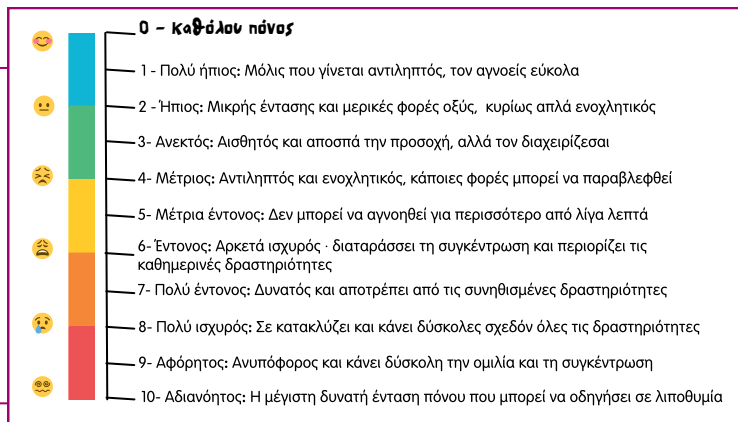 0 - Καθόλου πόνος
1 - Πολύ ήπιος: Μόλις που γίνεται αντιληπτός, τον αγνοείς εύκολα
2 - Ήπιος: Μικρής έντασης και μερικές φορές οξύς, κυρίως απλά ενοχλητικός
3- Ανεκτός: Αισθητός και αποσπά την προσοχή, αλλά τον διαχειρίζεσαι
4- Μέτριος: Αντιληπτός και ενοχλητικός, κάποιες φορές μπορεί να παραβλεφθεί
5- Μέτρια έντονος: Δεν μπορεί να αγνοηθεί για περισσότερο από λίγα λεπτά
6- Έντονος: Αρκετά ισχυρός · διαταράσσει τη συγκέντρωση και περιορίζει τις
καθημερινές δραστηριότητες
7- Πολύ έντονος: Δυνατός και αποτρέπει από τις συνηθισμένες δραστηριότητες
8- Πολύ ισχυρός: Σε κατακλύζει και κάνει δύσκολες σχεδόν όλες τις δραστηριότητες
9- Αφόρητος: Ανυπόφορος και κάνει δύσκολη την ομιλία και τη συγκέντρωση
10- Αδιανόητος: Η μέγιστη δυνατή ένταση πόνου που μπορεί να οδηγήσει σε λιποθυμία